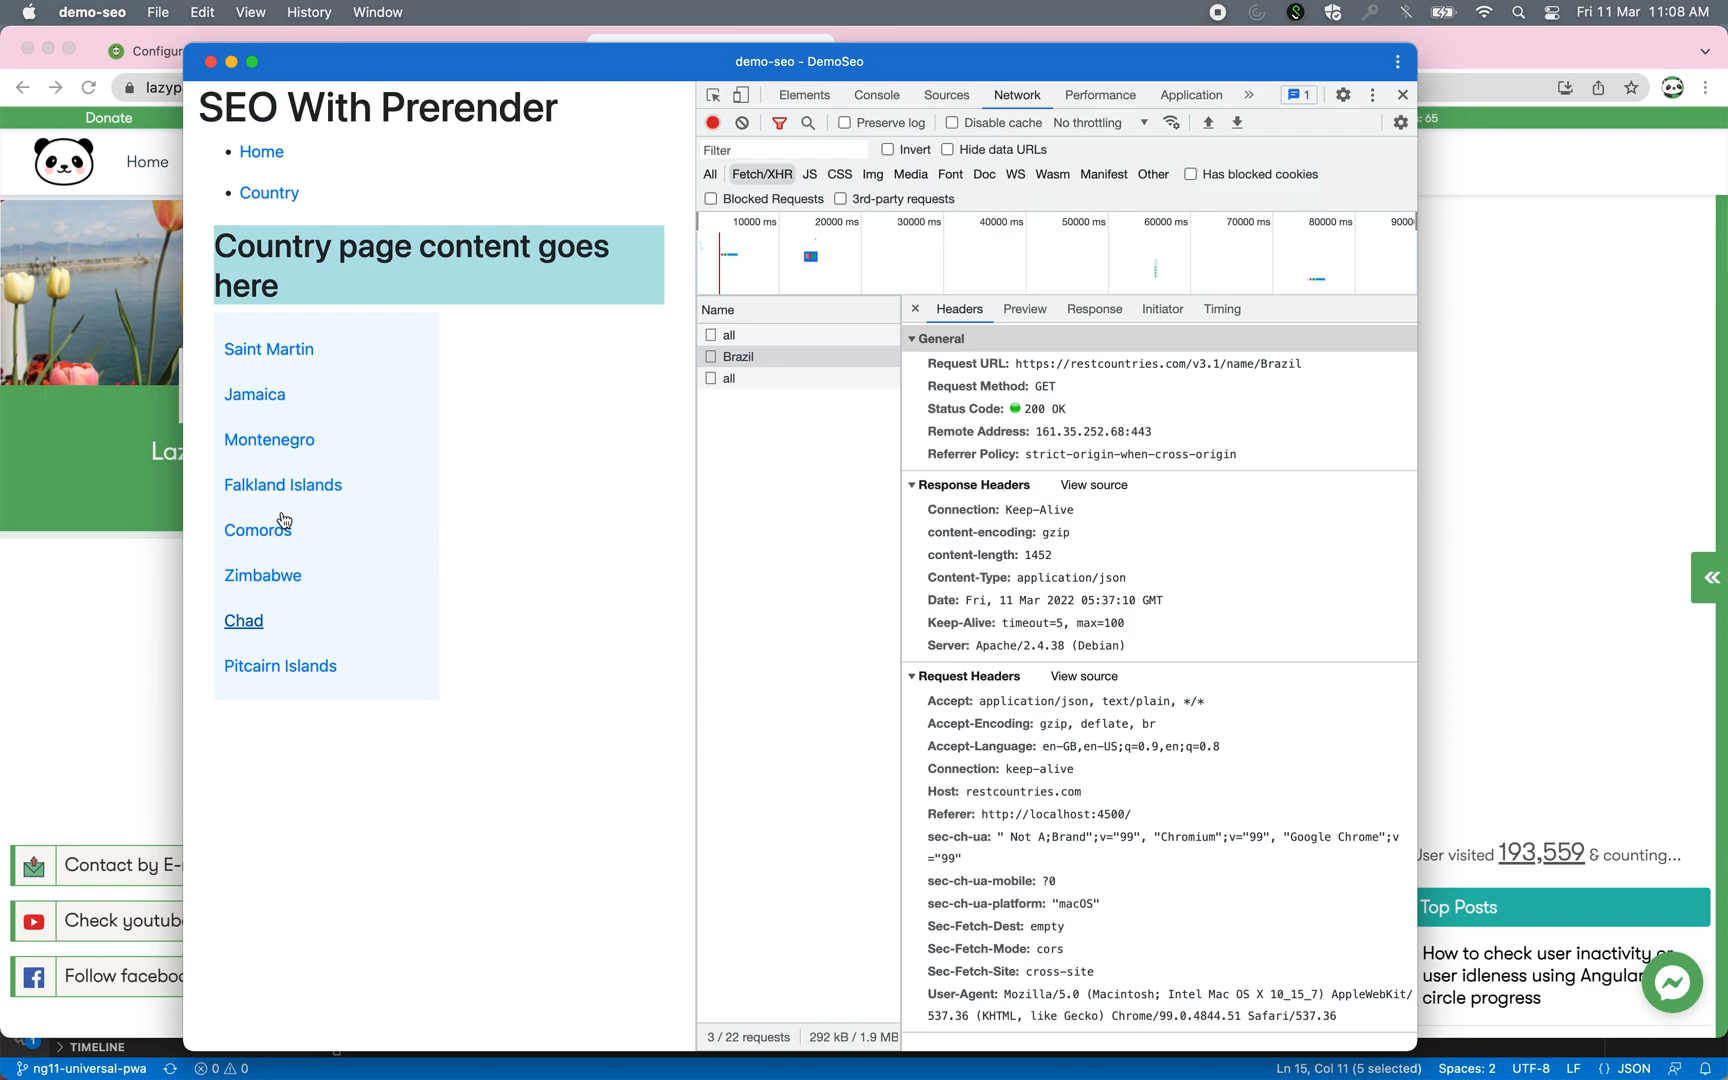 demo-seo File Edit View History Window
Fri 11 Mar 11:08 AM
Configur
lazyp
Donate
Home
demo-seo - DemoSeo
SEO With Prerender
• Home
• Country
Country page content goes
here
Saint Martin
Jamaica
Montenegro
Falkland Islands
Comoros
Zimbabwe
Chad
Pitcairn Islands
Elements Console Sources Network Performance Application » 1
Preserve log Disable cache No throttling
Filter Invert Hide data URLs
All Fetch/XHR JS CSS Img Media Font Doc WS Wasm Manifest Other Has blocked cookies
Blocked Requests 3rd-party requests
10000 ms 20000 ms 30000 ms 40000 ms 50000 ms 60000 ms 70000 ms 80000 ms 9000
Name
all
Brazil
all
3 / 22 requests 292 kB / 1.9 MB
Headers Preview Response Initiator Timing
General
Request URL: https://restcountries.com/v3.1/name/Brazil
Request Method: GET
Status Code: 200 OK
Remote Address: 161.35.252.68:443
Referrer Policy: strict-origin-when-cross-origin
Response Headers View source
Connection: Keep-Alive
content-encoding: gzip
content-length: 1452
Content-Type: application/json
Date: Fri, 11 Mar 2022 05:37:10 GMT
Keep-Alive: timeout=5, max=100
Server: Apache/2.4.38 (Debian)
Request Headers View source
Accept: application/json, text/plain, */*
Accept-Encoding: gzip, deflate, br
Accept-Language: en-GB,en-US;q=0.9,en;q=0.8
Connection: keep-alive
Host: restcountries.com
Referer: http://localhost:4500/
sec-ch-ua: " Not A;Brand";v="99", "Chromium";v="99", "Google Chrome";v
="99"
sec-ch-ua-mobile: ?0
sec-ch-ua-platform: "macOS"
Sec-Fetch-Dest: empty
Sec-Fetch-Mode: cors
Sec-Fetch-Site: cross-site
User-Agent: Mozilla/5.0 (Macintosh; Intel Mac OS X 10_15_7) AppleWebKit/
537.36 (KHTML, like Gecko) Chrome/99.0.4844.51 Safari/537.36
: 65
Laz
Contact by E-
Check youtub
Follow faceboo
User visited 193,559 & counting...
Top Posts
How to check user inactivity or
user idleness using Angular
circle progress
TIMELINE
ng11-universal-pwa 0 0
Ln 15, Col 11 (5 selected) Spaces: 2 UTF-8 LF {} JSON